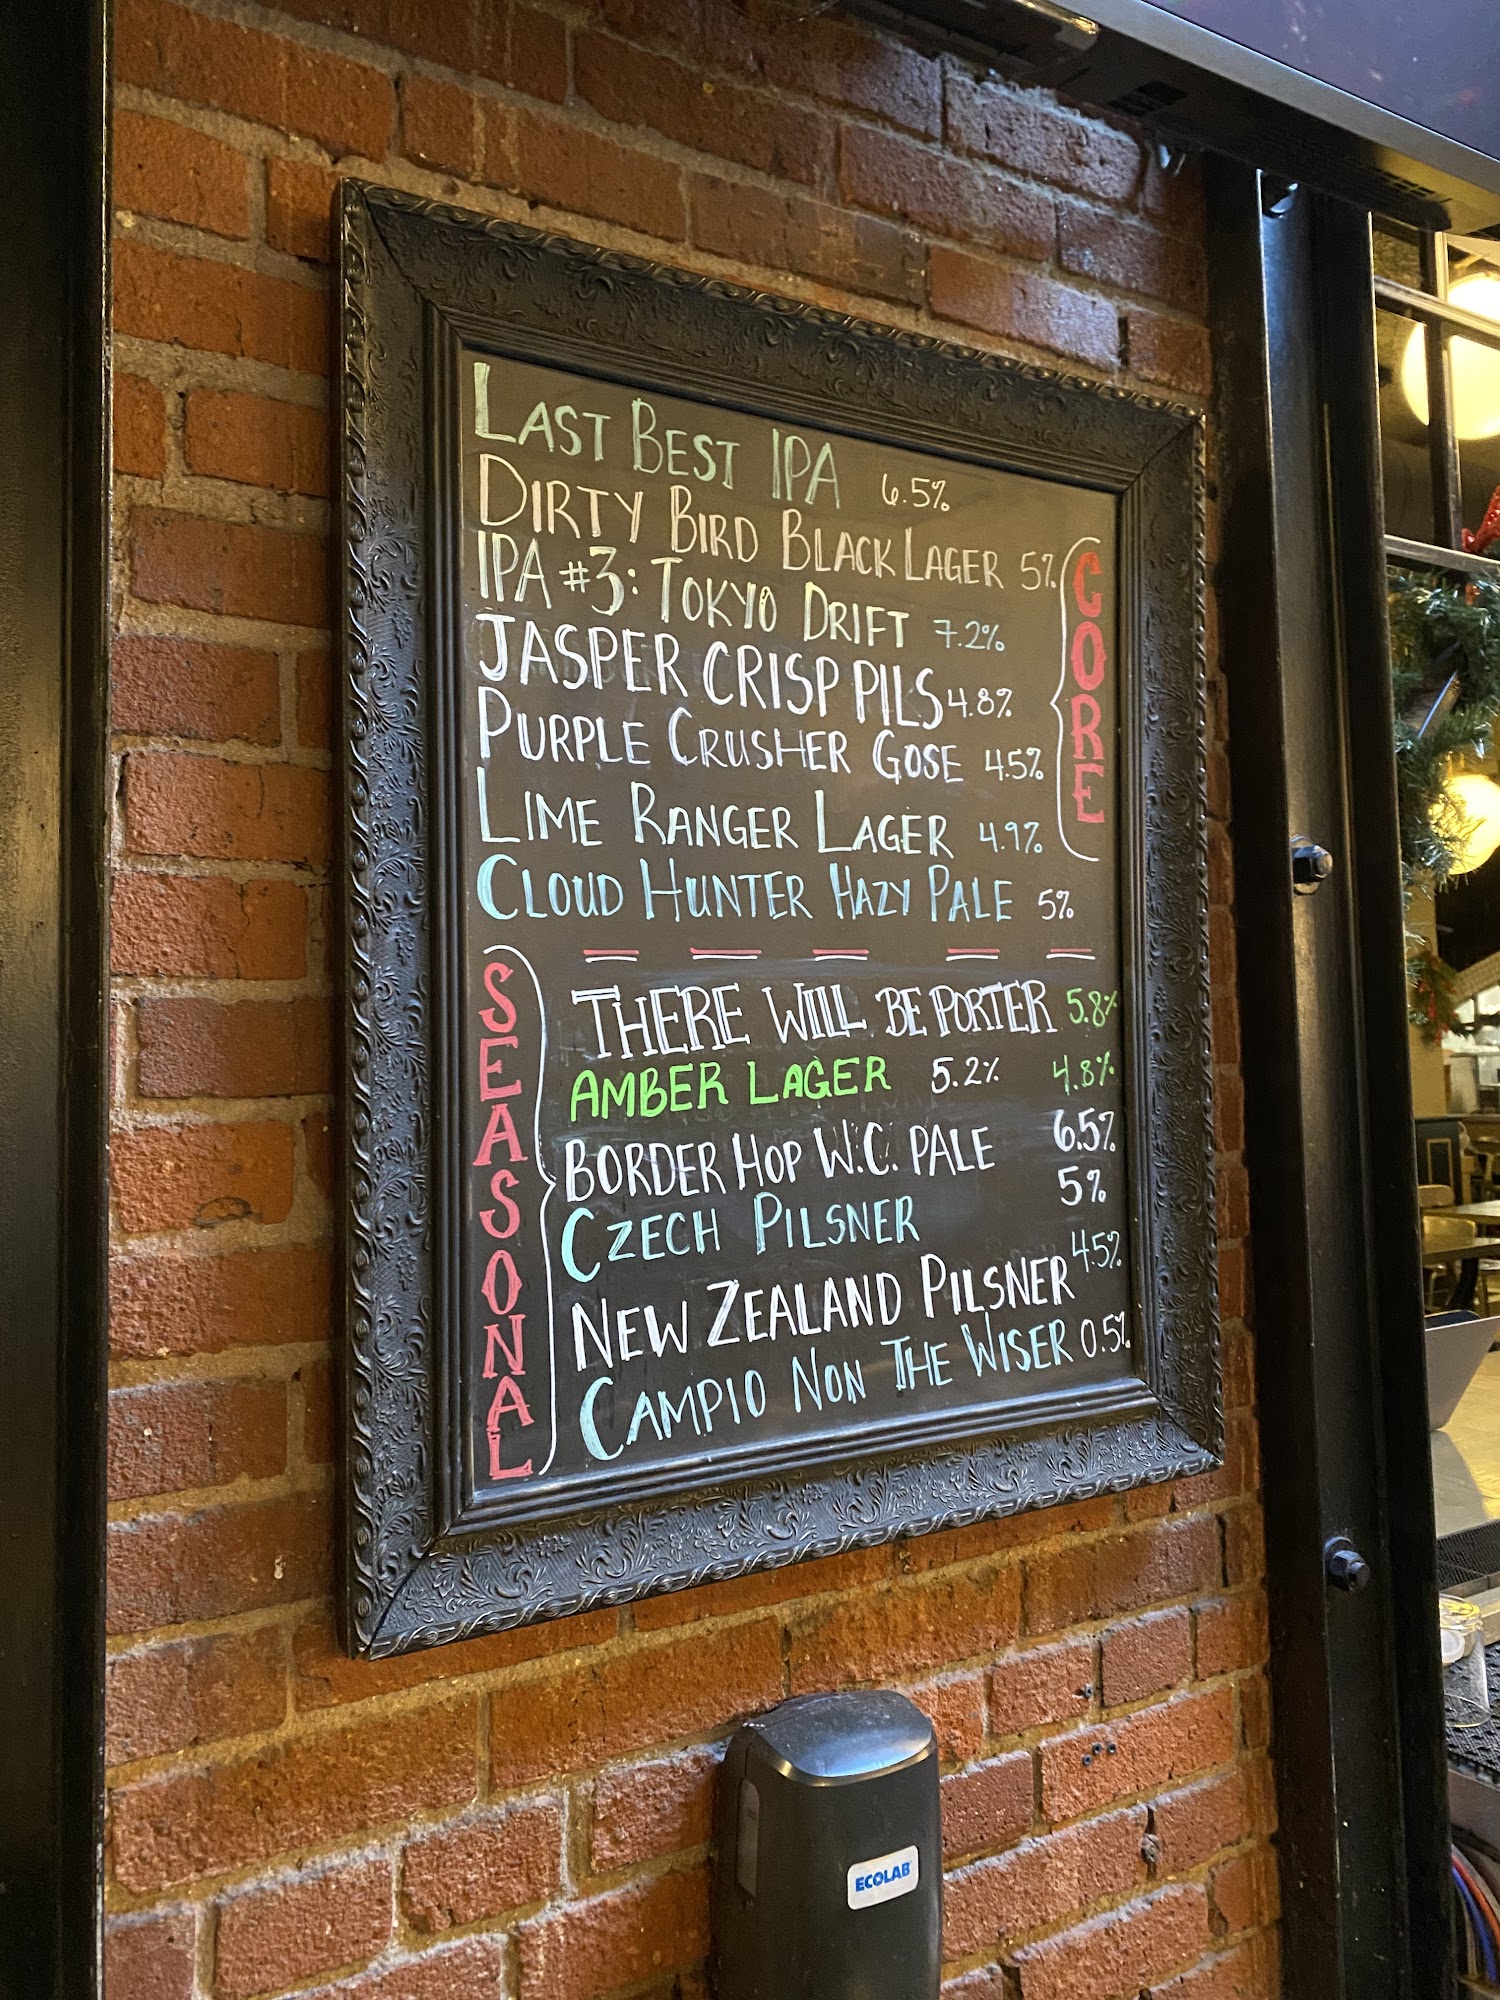 LAST BEST IPA 6.5%
DIRTY BIRD BLACK LAGER 5%
IPA #3: TOKYO DRIFT 7.2%
JASPER CRISP PILS 4.8%
PURPLE CRUSHER GOSE 4.5%
LIME RANGER LAGER 4.9%
CLOUD HUNTER HAZY PALE 5%
CORE
SEASONAL
THERE WILL BE PORTER 5.8%
AMBER LAGER 5.2% 4.8%
BORDER HOP W.C. PALE 6.5%
CZECH PILSNER 5%
NEW ZEALAND PILSNER 4.5%
CAMPIO NON THE WISER 0.5%
ECOLAB